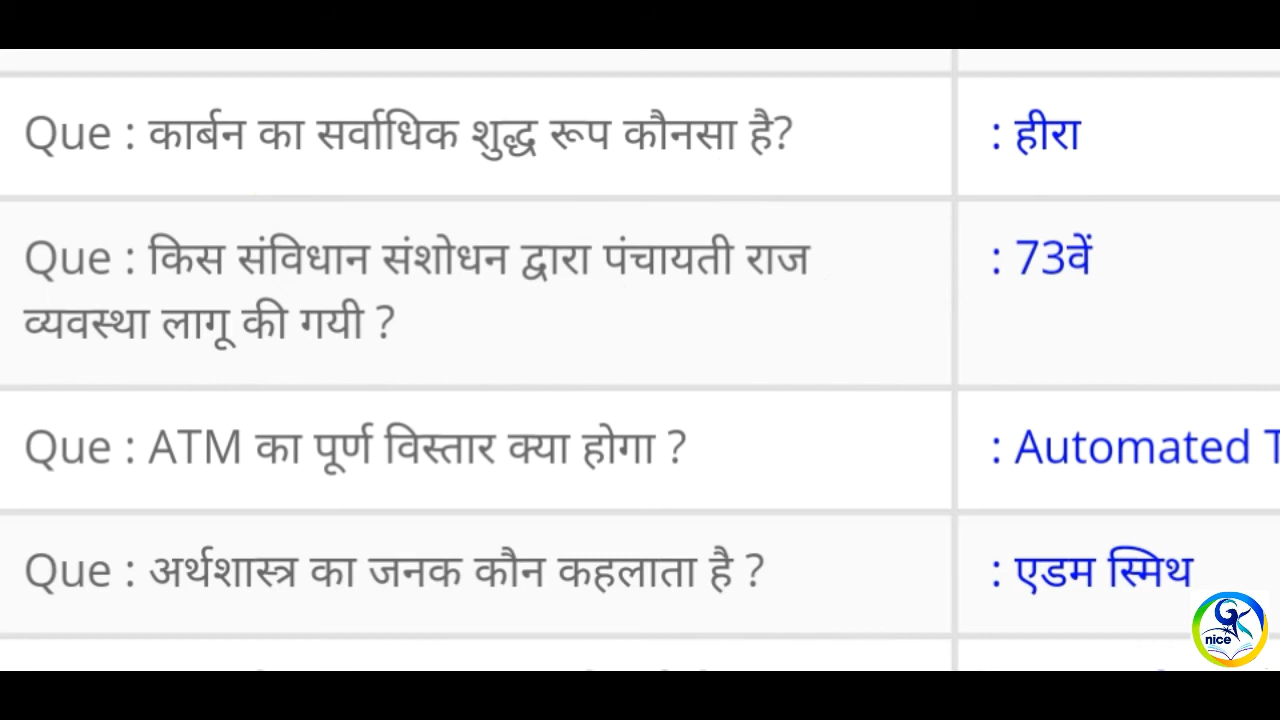 Que : कार्बन का सर्वाधिक शुद्ध रूप कौनसा है?
: हीरा
Que : किस संविधान संशोधन द्वारा पंचायती राज
व्यवस्था लागू की गयी ?
: 73वें
Que : ATM का पूर्ण विस्तार क्या होगा ?
: Automated T
Que : अर्थशास्त्र का जनक कौन कहलाता है ?
: एडम स्मिथ
nice